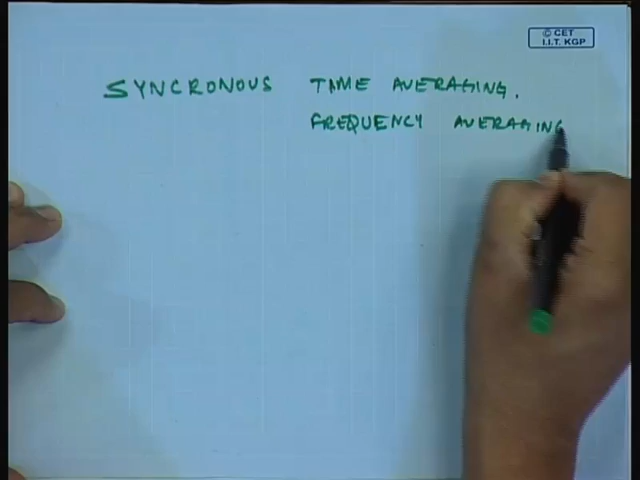 © CET
I.I.T. KGP
SYNCRONOUS TIME AVERAGING.
FREQUENCY AVERAGING